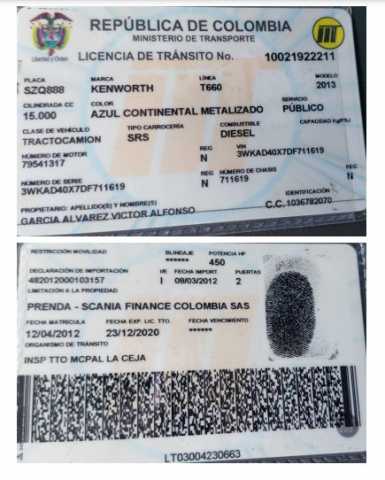 REPÚBLICA DE COLOMBIA
MINISTERIO DE TRANSPORTE
Libertad y Orden
LICENCIA DE TRÁNSITO No. 10021922211
PLACA MARCA LÍNEA MODELO
SZQ888 KENWORTH T660 2013
CILINDRADA CC COLOR SERVICIO
15.000 AZUL CONTINENTAL METALIZADO PÚBLICO
CLASE DE VEHÍCULO TIPO CARROCERÍA COMBUSTIBLE CAPACIDAD Kg/PSJ
TRACTOCAMION SRS DIESEL
NÚMERO DE MOTOR REG VIN
79541317 N 3WKAD40X7DF711619
NÚMERO DE SERIE REG NÚMERO DE CHASIS REG
3WKAD40X7DF711619 N 711619 N
PROPIETARIO: APELLIDO(S) Y NOMBRE(S) IDENTIFICACIÓN
GARCIA ALVAREZ VICTOR ALFONSO C.C. 1036782070
RESTRICCIÓN MOVILIDAD BLINDAJE POTENCIA HP
****** 450
DECLARACIÓN DE IMPORTACIÓN I/E FECHA IMPORT. PUERTAS
482012000103157 I 09/03/2012 2
LIMITACIÓN A LA PROPIEDAD
PRENDA - SCANIA FINANCE COLOMBIA SAS
FECHA MATRICULA FECHA EXP. LIC. TTO. FECHA VENCIMIENTO
12/04/2012 23/12/2020 ******
ORGANISMO DE TRÁNSITO
INSP TTO MCPAL LA CEJA
LT03004230663